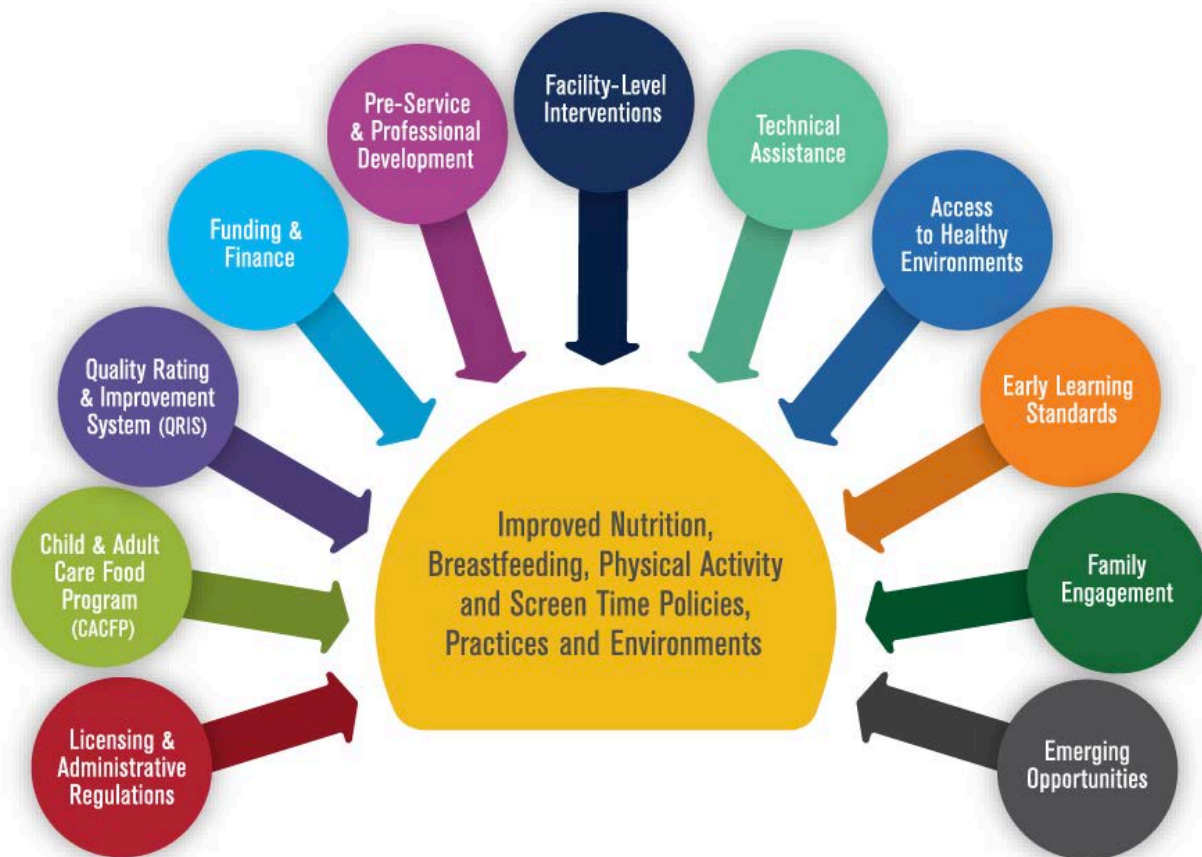 Facility-Level
Interventions
Pre-Service
& Professional
Development
Technical
Assistance
Funding &
Finance
Access
to Healthy
Environments
Quality Rating
& Improvement
System (QRIS)
Early Learning
Standards
Child & Adult
Care Food
Program
(CACFP)
Improved Nutrition,
Breastfeeding, Physical Activity
and Screen Time Policies,
Practices and Environments
Family
Engagement
Licensing &
Administrative
Regulations
Emerging
Opportunities